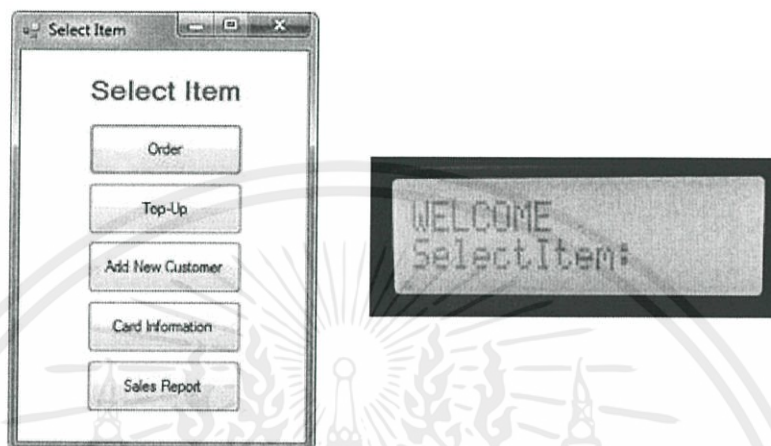 Select Item
Select Item
Order
Top-Up
Add New Customer
Card Information
Sales Report
WELCOME
SelectItem: